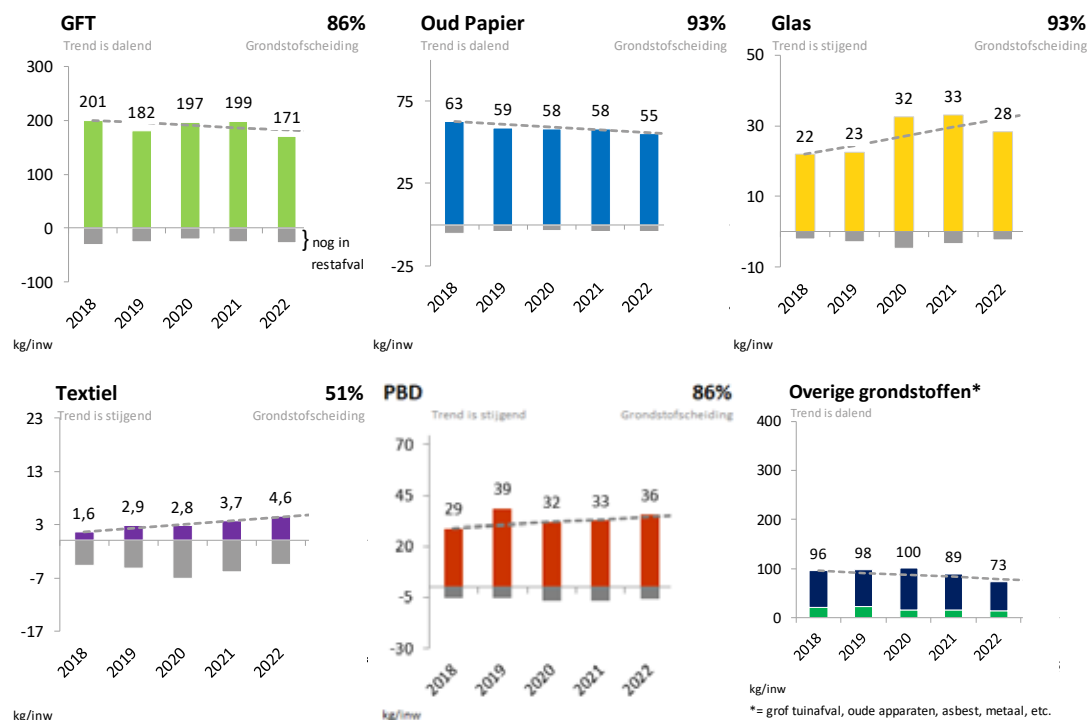 GFT 86%
Trend is dalend Grondstofscheiding
300
200
100
0
-100
201 182 197 199 171
} nog in
restafval
2018 2019 2020 2021 2022
kg/inw
Oud Papier 93%
Trend is dalend Grondstofscheiding
75
25
-25
63 59 58 58 55
2018 2019 2020 2021 2022
kg/inw
Glas 93%
Trend is stijgend Grondstofscheiding
50
30
10
-10
22 23 32 33 28
2018 2019 2020 2021 2022
kg/inw
Textiel 51%
Trend is stijgend Grondstofscheiding
23
13
3
-7
-17
1,6 2,9 2,8 3,7 4,6
2018 2019 2020 2021 2022
kg/inw
PBD 86%
Trend is stijgend Grondstofscheiding
70
45
20
-5
-30
29 39 32 33 36
2018 2019 2020 2021 2022
kg/inw
Overige grondstoffen*
Trend is dalend
400
300
200
100
0
96 98 100 89 73
2018 2019 2020 2021 2022
kg/inw
*= grof tuinafval, oude apparaten, asbest, metaal, etc.